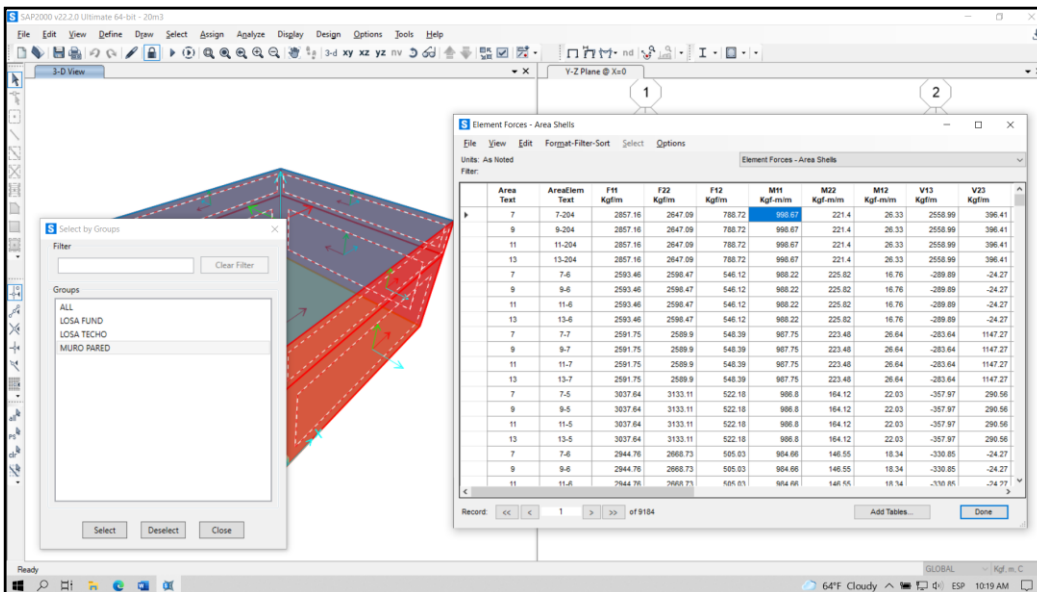 SAP2000 v22.2.0 Ultimate 64-bit - 20m3
File Edit View Define Draw Select Assign Analyze Display Design Options Tools Help
3-d xy xz yz nv nd
3-D View
Y-Z Plane @ X=0
1 2
Select by Groups
Filter
Clear Filter
Groups
ALL
LOSA FUND
LOSA TECHO
MURO PARED
Select Deselect Close
Element Forces - Area Shells
File View Edit Format-Filter-Sort Select Options
Units: As Noted Element Forces - Area Shells
Filter:
Area AreaElem F11 F22 F12 M11 M22 M12 V13 V23
Text Text Kgf/m Kgf/m Kgf/m Kgf-m/m Kgf-m/m Kgf-m/m Kgf/m Kgf/m
7 7-204 2857.16 2647.09 788.72 998.67 221.4 26.33 2558.99 396.41
9 9-204 2857.16 2647.09 788.72 998.67 221.4 26.33 2558.99 396.41
11 11-204 2857.16 2647.09 788.72 998.67 221.4 26.33 2558.99 396.41
13 13-204 2857.16 2647.09 788.72 998.67 221.4 26.33 2558.99 396.41
7 7-6 2593.46 2598.47 546.12 988.22 225.82 16.76 -289.89 -24.27
9 9-6 2593.46 2598.47 546.12 988.22 225.82 16.76 -289.89 -24.27
11 11-6 2593.46 2598.47 546.12 988.22 225.82 16.76 -289.89 -24.27
13 13-6 2593.46 2598.47 546.12 988.22 225.82 16.76 -289.89 -24.27
7 7-7 2591.75 2589.9 548.39 987.75 223.48 26.64 -283.64 1147.27
9 9-7 2591.75 2589.9 548.39 987.75 223.48 26.64 -283.64 1147.27
11 11-7 2591.75 2589.9 548.39 987.75 223.48 26.64 -283.64 1147.27
13 13-7 2591.75 2589.9 548.39 987.75 223.48 26.64 -283.64 1147.27
7 7-5 3037.64 3133.11 522.18 986.8 164.12 22.03 -357.97 290.56
9 9-5 3037.64 3133.11 522.18 986.8 164.12 22.03 -357.97 290.56
11 11-5 3037.64 3133.11 522.18 986.8 164.12 22.03 -357.97 290.56
13 13-5 3037.64 3133.11 522.18 986.8 164.12 22.03 -357.97 290.56
7 7-6 2944.76 2668.73 505.03 984.66 146.55 18.34 -330.85 -24.27
9 9-6 2944.76 2668.73 505.03 984.66 146.55 18.34 -330.85 -24.27
11 11-6 2944.76 2668.73 505.03 984.66 146.55 18.34 -330.85 -24.27
Record: << < 1 > >> of 9184 Add Tables... Done
Ready GLOBAL Kgf, m, C
64°F Cloudy ESP 10:19 AM